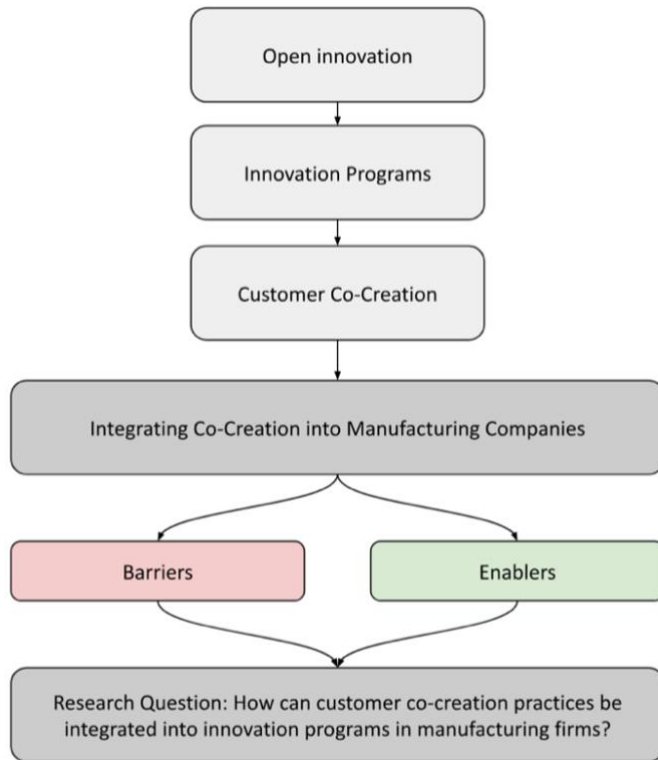 Open innovation
Innovation Programs
Customer Co-Creation
Integrating Co-Creation into Manufacturing Companies
Barriers
Enablers
Research Question: How can customer co-creation practices be
integrated into innovation programs in manufacturing firms?